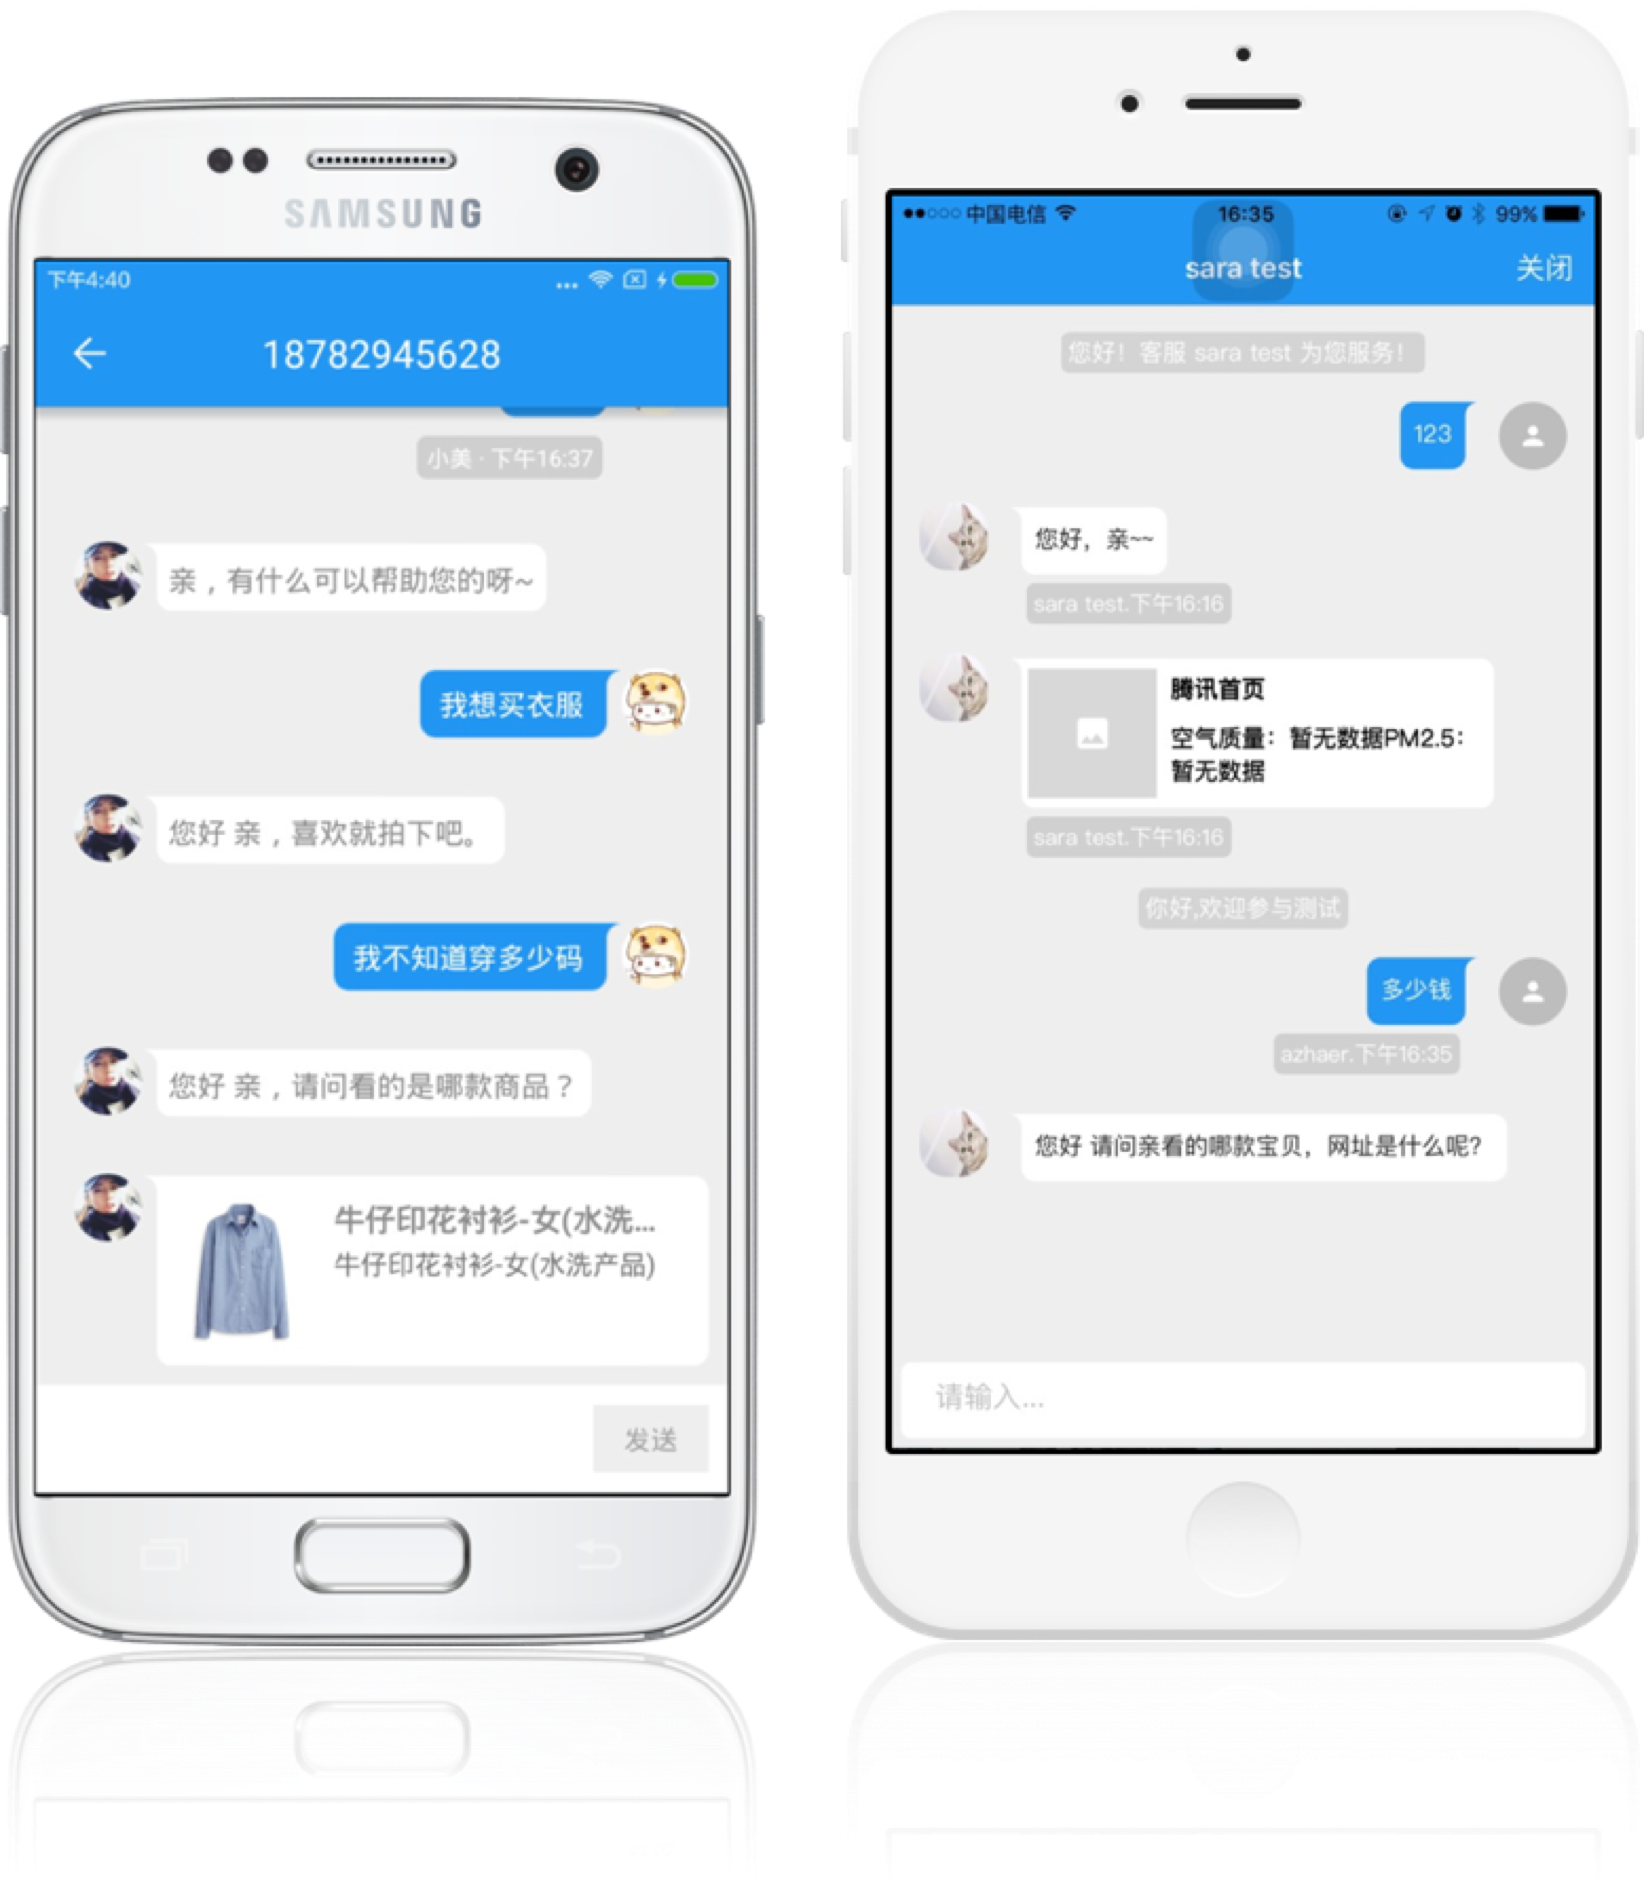 SAMSUNG
下午4:40
18782945628
小美 · 下午16:37
亲，有什么可以帮助您的呀~
我想买衣服
您好 亲，喜欢就拍下吧。
我不知道穿多少码
您好 亲，请问看的是哪款商品？
牛仔印花衬衫-女(水洗...
牛仔印花衬衫-女(水洗产品)
发送
中国电信 16:35 99%
sara test 关闭
您好！客服 sara test 为您服务！
123
您好，亲~~
sara test.下午16:16
腾讯首页
空气质量：暂无数据PM2.5：
暂无数据
sara test.下午16:16
你好,欢迎参与测试
多少钱
azhaer.下午16:35
您好 请问亲看的哪款宝贝，网址是什么呢?
请输入...